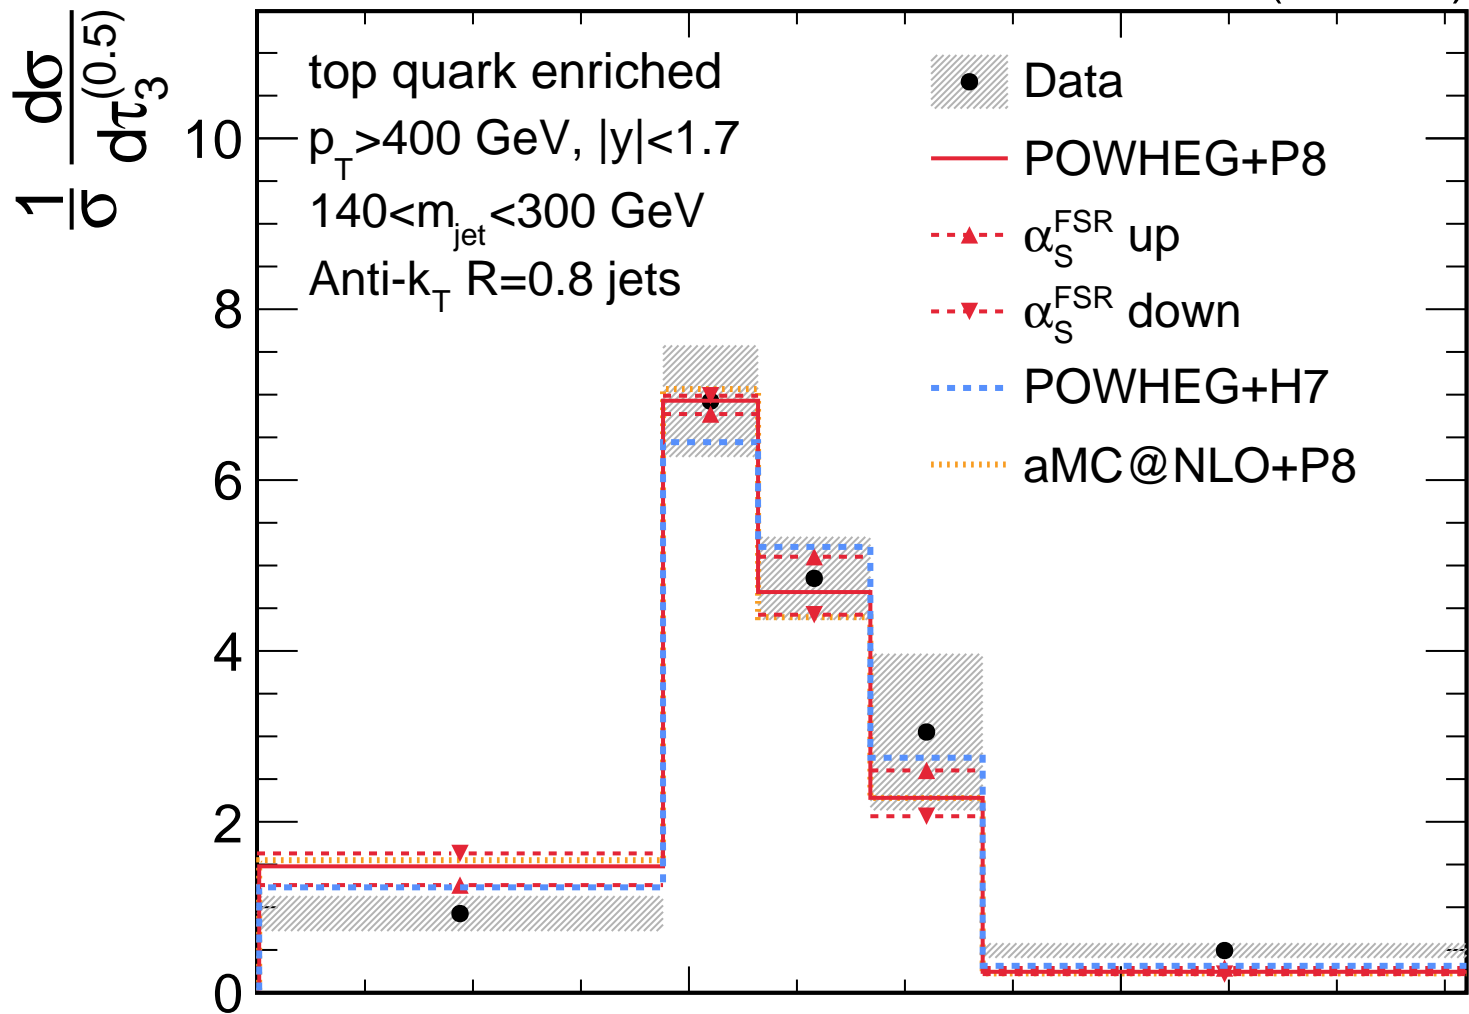 1/σ dσ/dτ₃^(0.5)
top quark enriched
p_T>400 GeV, |y|<1.7
140<m_jet<300 GeV
Anti-k_T R=0.8 jets
Data
POWHEG+P8
α_S^FSR up
α_S^FSR down
POWHEG+H7
aMC@NLO+P8
10
8
6
4
2
0